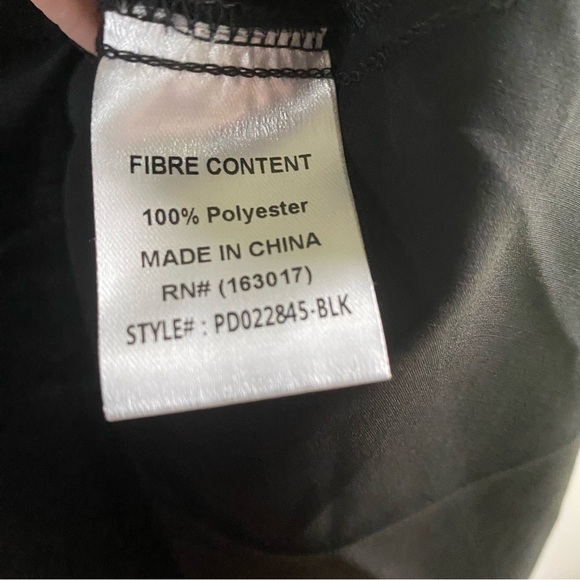 FIBRE CONTENT
100% Polyester
MADE IN CHINA
RN# (163017)
STYLE# : PD022845-BLK